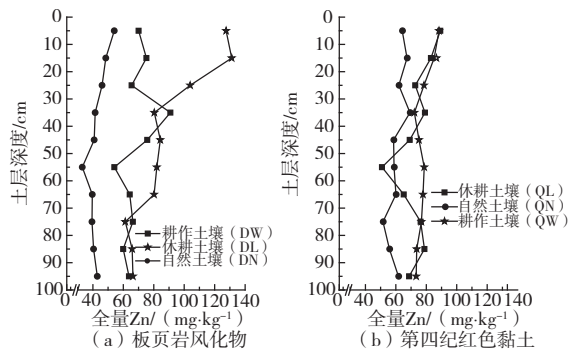 0
10
20
30
40
50
60
70
80
90
100
土层深度/cm
耕作土壤（DW）
休耕土壤（DL）
自然土壤（DN）
0 40 60 80 100 120 140
全量Zn/（mg·kg⁻¹）
（a）板页岩风化物
0
10
20
30
40
50
60
70
80
90
100
土层深度/cm
休耕土壤（QL）
自然土壤（QN）
耕作土壤（QW）
0 40 60 80 100 120 140
全量Zn/（mg·kg⁻¹）
（b）第四纪红色黏土